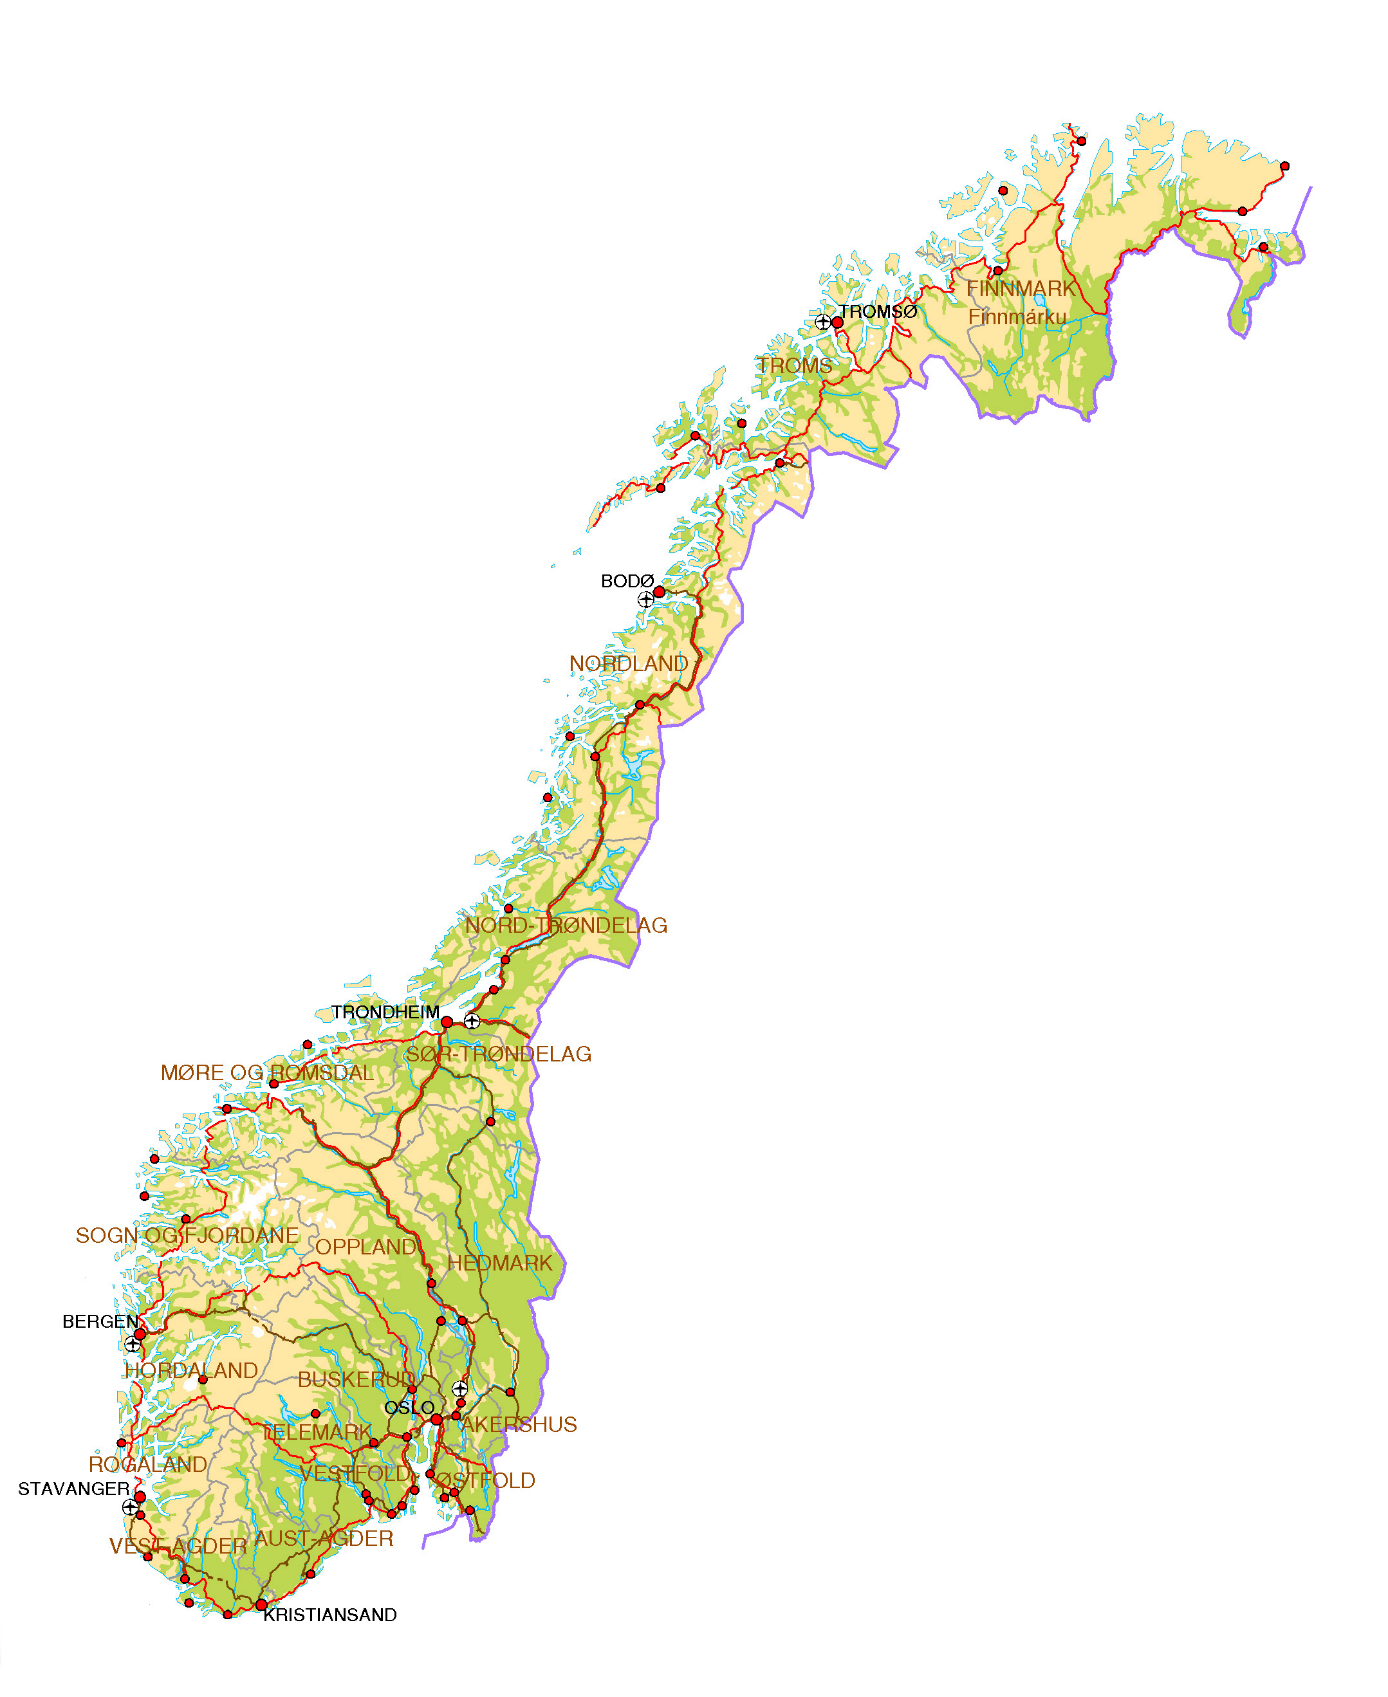 FINNMARK
Finnmárku
TROMSØ
TROMS
BODØ
NORDLAND
NORD-TRØNDELAG
TRONDHEIM
SØR-TRØNDELAG
MØRE OG ROMSDAL
SOGN OG FJORDANE
OPPLAND
HEDMARK
BERGEN
HORDALAND
BUSKERUD
OSLO
AKERSHUS
TELEMARK
ROGALAND
VESTFOLD
ØSTFOLD
STAVANGER
VEST-AGDER
AUST-AGDER
KRISTIANSAND